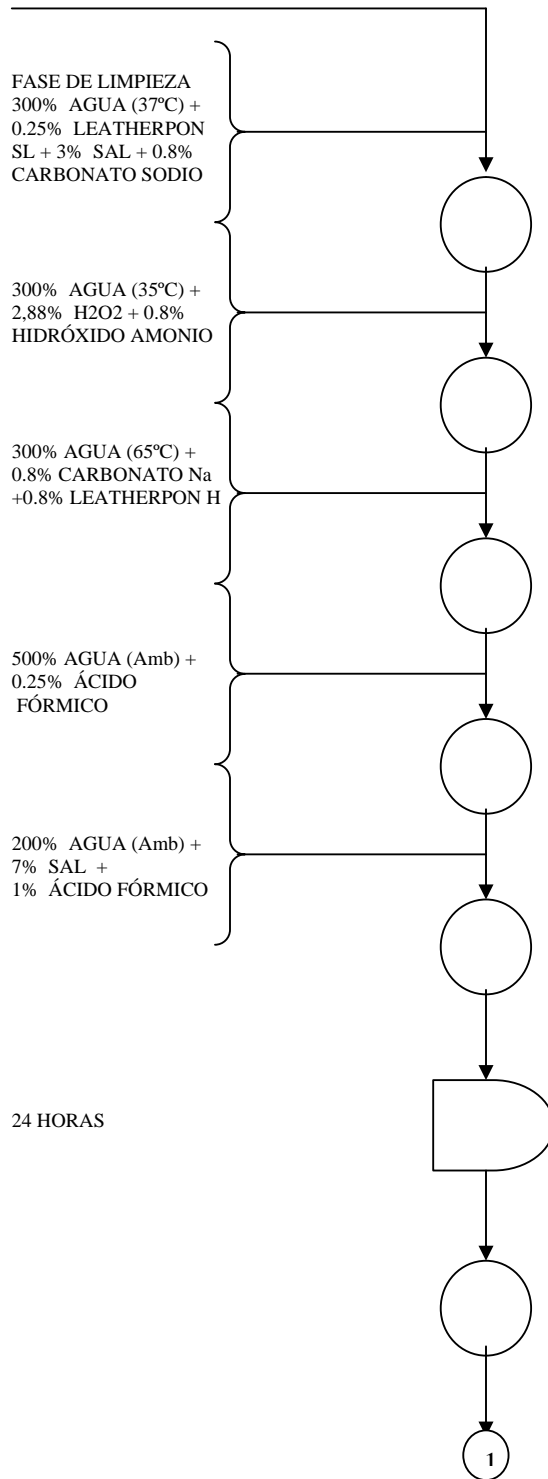 FASE DE LIMPIEZA
300% AGUA (37ºC) +
0.25% LEATHERPON
SL + 3% SAL + 0.8%
CARBONATO SODIO
300% AGUA (35ºC) +
2,88% H2O2 + 0.8%
HIDRÓXIDO AMONIO
300% AGUA (65ºC) +
0.8% CARBONATO Na
+0.8% LEATHERPON H
500% AGUA (Amb) +
0.25% ÁCIDO
FÓRMICO
200% AGUA (Amb) +
7% SAL +
1% ÁCIDO FÓRMICO
24 HORAS
1